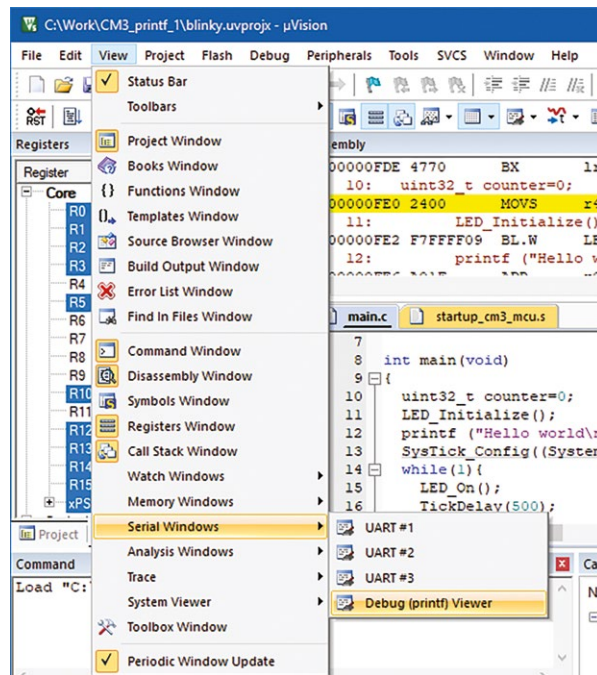 C:\Work\CM3_printf_1\blinky.uvprojx - µVision
File Edit View Project Flash Debug Peripherals Tools SVCS Window Help
Status Bar
Toolbars
RST
Registers
Register
Core
R0
R1
R2
R3
R4
R5
R6
R7
R8
R9
R10
R11
R12
R13
R14
R15
xPS
Project
Project Window
Books Window
Functions Window
Templates Window
Source Browser Window
Build Output Window
Error List Window
Find In Files Window
Command Window
Disassembly Window
Symbols Window
Registers Window
Call Stack Window
Watch Windows
Memory Windows
Serial Windows
Analysis Windows
Trace
System Viewer
Toolbox Window
Periodic Window Update
UART #1
UART #2
UART #3
Debug (printf) Viewer
embly
00000FDE 4770 BX lr
10: uint32_t counter=0;
00000FE0 2400 MOVS r4
11: LED_Initialize()
00000FE2 F7FFFF09 BL.W LE
12: printf ("Hello w
main.c startup_cm3_mcu.s
7
8 int main(void)
9 {
10 uint32_t counter=0;
11 LED_Initialize();
12 printf ("Hello world\r
13 SysTick_Config((System
14 while(1){
15 LED_On();
16 TickDelay(500);
Command
Load "C:
Ca
N